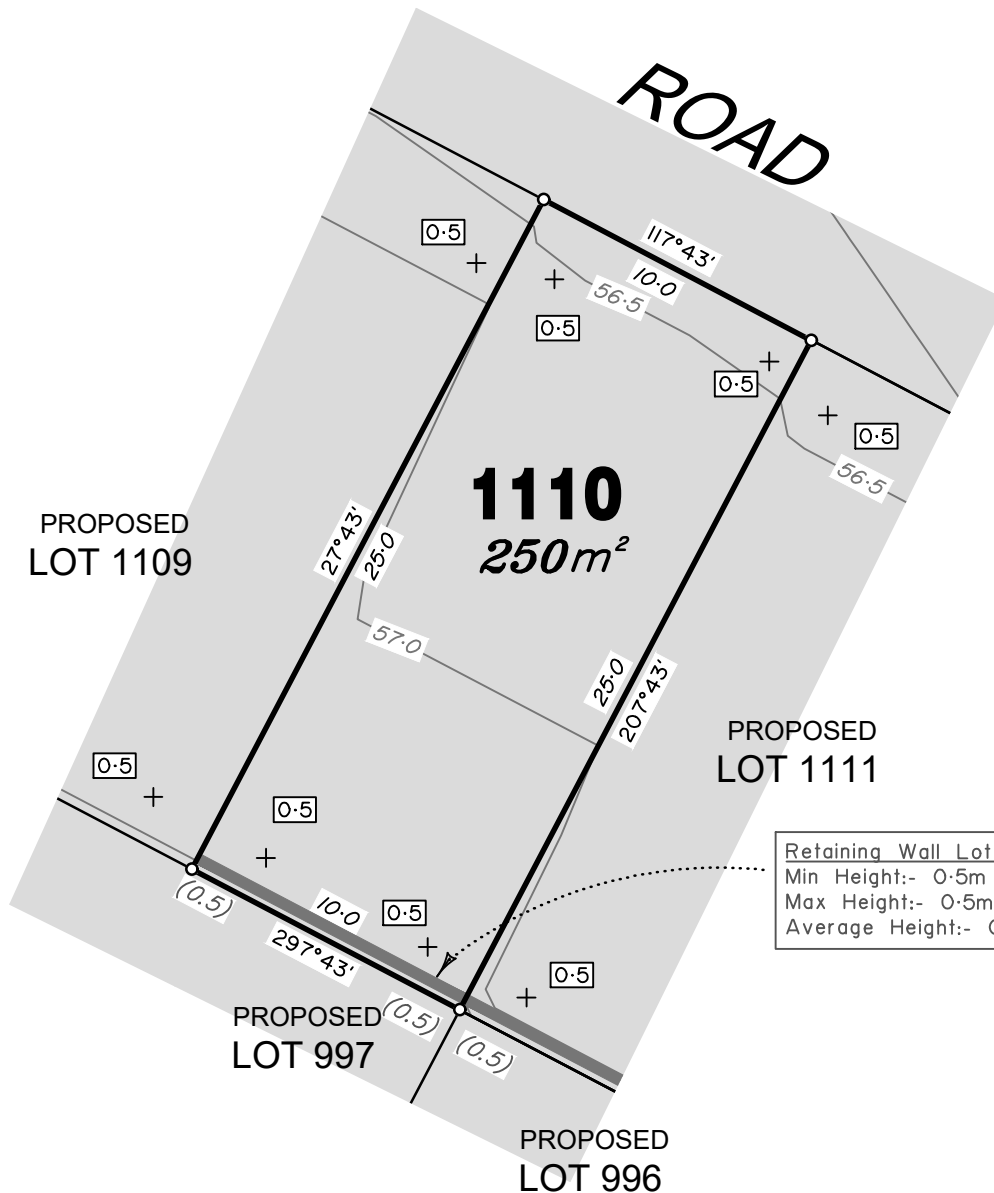 ROAD
0·5
117°43'
10·0
56·5
0·5
0·5
0·5
56·5
1110
250m²
PROPOSED
LOT 1109
27°43'
25·0
57·0
25·0
207°43'
PROPOSED
LOT 1111
0·5
0·5
Retaining Wall Lot
Min Height:- 0·5m
Max Height:- 0·5m
Average Height:- 0
(0.5)
10·0
0·5
297°43'
0·5
PROPOSED
LOT 997
(0.5)
(0.5)
PROPOSED
LOT 996